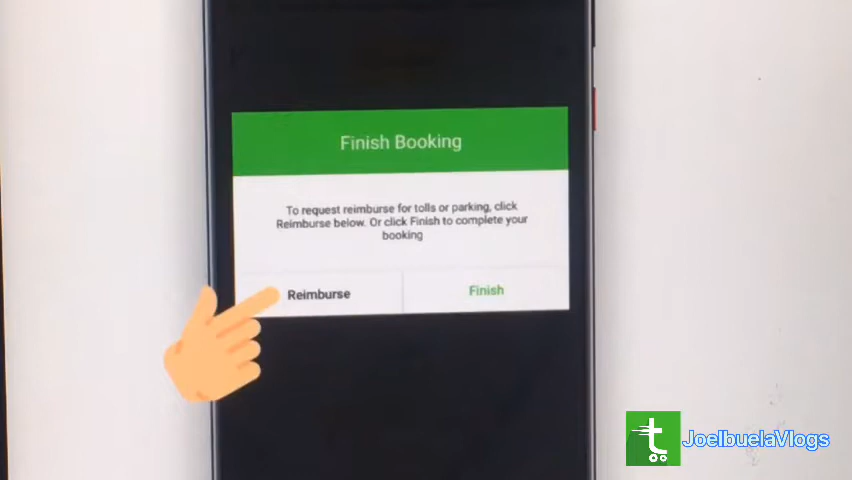 Finish Booking
To request reimburse for tolls or parking, click
Reimburse below. Or click Finish to complete your
booking
Reimburse
Finish
t
JoelbuelaVlogs